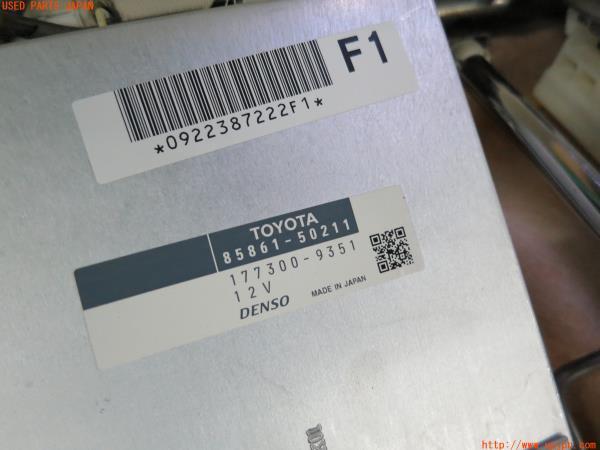 USED PARTS JAPAN
F1
*0922387222F1*
TOYOTA
85861-50211
177300-9351
12V
DENSO
MADE IN JAPAN